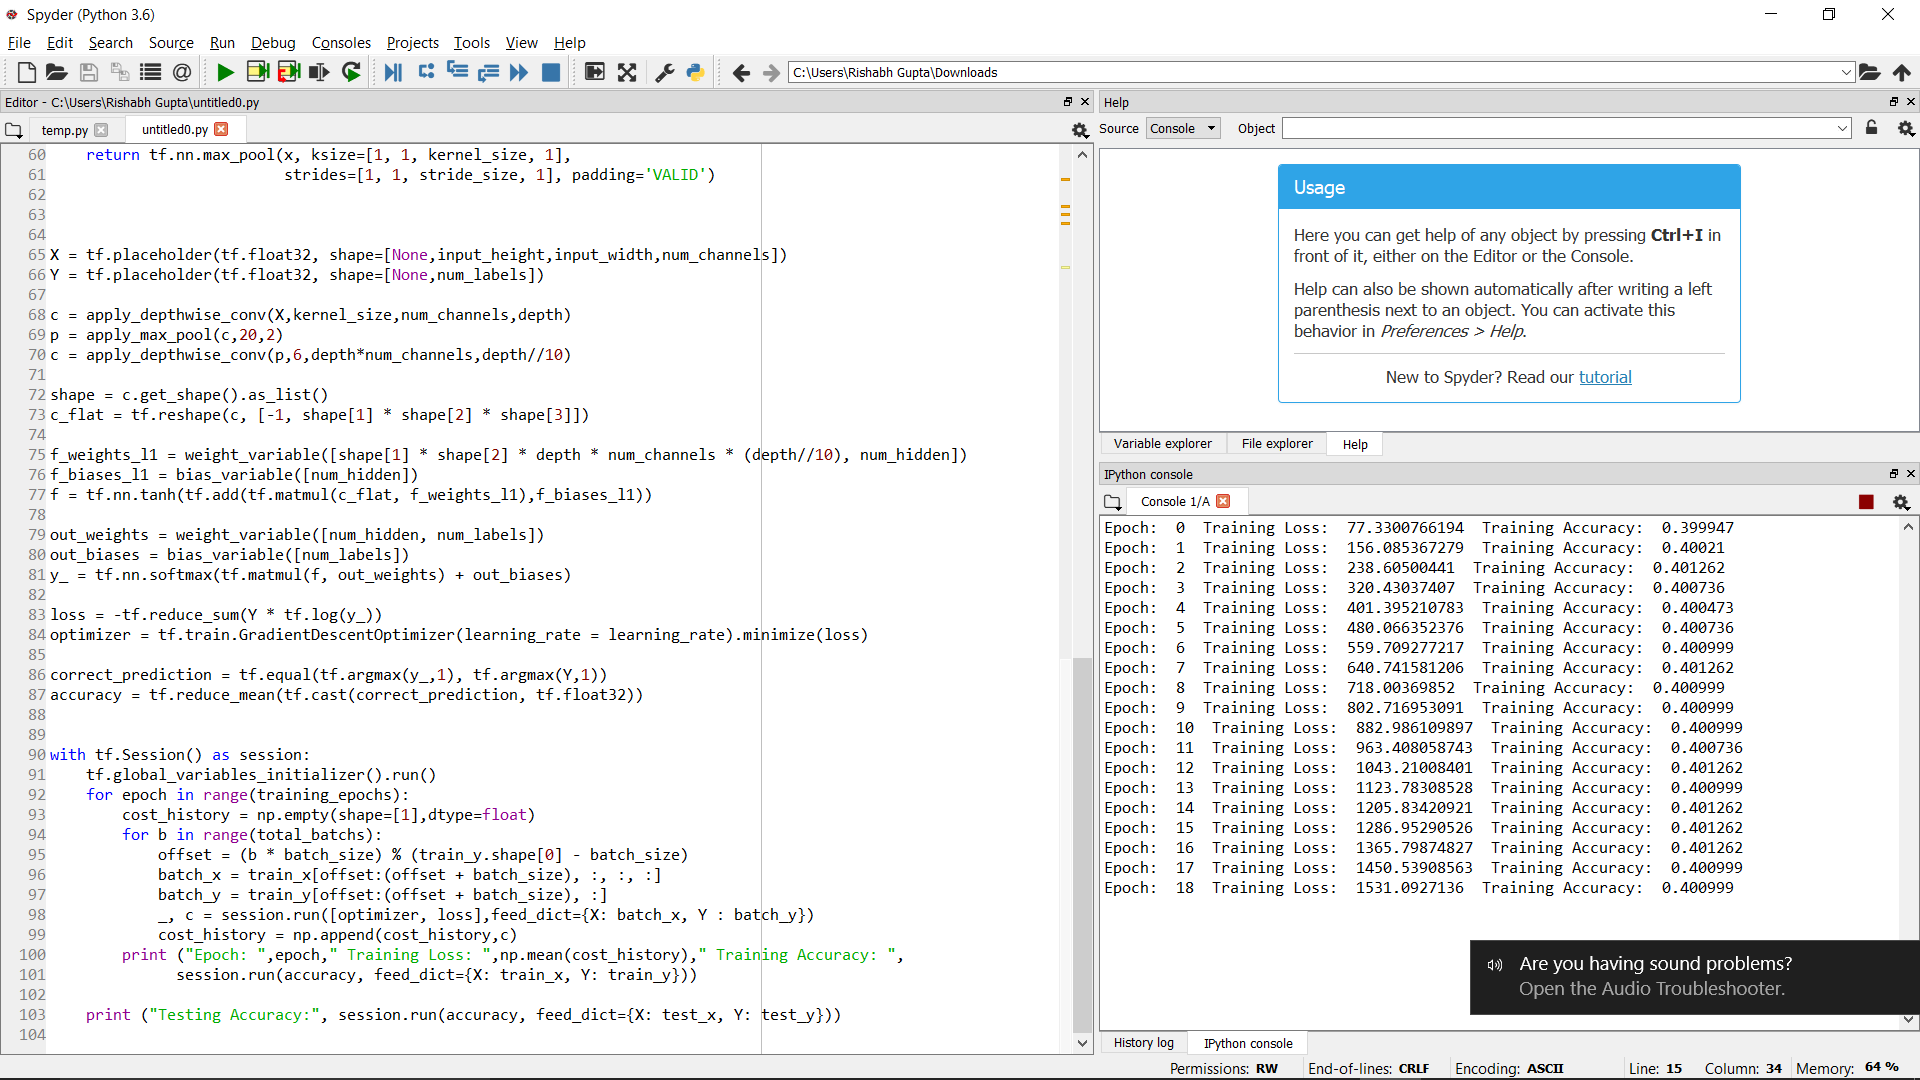 Spyder (Python 3.6)
File Edit Search Source Run Debug Consoles Projects Tools View Help
C:\Users\Rishabh Gupta\Downloads
Editor - C:\Users\Rishabh Gupta\untitled0.py
temp.py untitled0.py
60     return tf.nn.max_pool(x, ksize=[1, 1, kernel_size, 1],
61                           strides=[1, 1, stride_size, 1], padding='VALID')
62
63
64
65 X = tf.placeholder(tf.float32, shape=[None,input_height,input_width,num_channels])
66 Y = tf.placeholder(tf.float32, shape=[None,num_labels])
67
68 c = apply_depthwise_conv(X,kernel_size,num_channels,depth)
69 p = apply_max_pool(c,20,2)
70 c = apply_depthwise_conv(p,6,depth*num_channels,depth//10)
71
72 shape = c.get_shape().as_list()
73 c_flat = tf.reshape(c, [-1, shape[1] * shape[2] * shape[3]])
74
75 f_weights_l1 = weight_variable([shape[1] * shape[2] * depth * num_channels * (depth//10), num_hidden])
76 f_biases_l1 = bias_variable([num_hidden])
77 f = tf.nn.tanh(tf.add(tf.matmul(c_flat, f_weights_l1),f_biases_l1))
78
79 out_weights = weight_variable([num_hidden, num_labels])
80 out_biases = bias_variable([num_labels])
81 y_ = tf.nn.softmax(tf.matmul(f, out_weights) + out_biases)
82
83 loss = -tf.reduce_sum(Y * tf.log(y_))
84 optimizer = tf.train.GradientDescentOptimizer(learning_rate = learning_rate).minimize(loss)
85
86 correct_prediction = tf.equal(tf.argmax(y_,1), tf.argmax(Y,1))
87 accuracy = tf.reduce_mean(tf.cast(correct_prediction, tf.float32))
88
89
90 with tf.Session() as session:
91     tf.global_variables_initializer().run()
92     for epoch in range(training_epochs):
93         cost_history = np.empty(shape=[1],dtype=float)
94         for b in range(total_batchs):
95             offset = (b * batch_size) % (train_y.shape[0] - batch_size)
96             batch_x = train_x[offset:(offset + batch_size), :, :, :]
97             batch_y = train_y[offset:(offset + batch_size), :]
98             _, c = session.run([optimizer, loss],feed_dict={X: batch_x, Y : batch_y})
99             cost_history = np.append(cost_history,c)
100         print ("Epoch: ",epoch," Training Loss: ",np.mean(cost_history)," Training Accuracy: ",
101               session.run(accuracy, feed_dict={X: train_x, Y: train_y}))
102
103     print ("Testing Accuracy:", session.run(accuracy, feed_dict={X: test_x, Y: test_y}))
104
Help
Source Console Object
Usage
Here you can get help of any object by pressing Ctrl+I in
front of it, either on the Editor or the Console.
Help can also be shown automatically after writing a left
parenthesis next to an object. You can activate this
behavior in Preferences > Help.
New to Spyder? Read our tutorial
Variable explorer File explorer Help
IPython console
Console 1/A
Epoch:  0  Training Loss:  77.3300766194  Training Accuracy:  0.399947
Epoch:  1  Training Loss:  156.085367279  Training Accuracy:  0.40021
Epoch:  2  Training Loss:  238.60500441  Training Accuracy:  0.401262
Epoch:  3  Training Loss:  320.43037407  Training Accuracy:  0.400736
Epoch:  4  Training Loss:  401.395210783  Training Accuracy:  0.400473
Epoch:  5  Training Loss:  480.066352376  Training Accuracy:  0.400736
Epoch:  6  Training Loss:  559.709277217  Training Accuracy:  0.400999
Epoch:  7  Training Loss:  640.741581206  Training Accuracy:  0.401262
Epoch:  8  Training Loss:  718.00369852  Training Accuracy:  0.400999
Epoch:  9  Training Loss:  802.716953091  Training Accuracy:  0.400999
Epoch:  10  Training Loss:  882.986109897  Training Accuracy:  0.400999
Epoch:  11  Training Loss:  963.408058743  Training Accuracy:  0.400736
Epoch:  12  Training Loss:  1043.21008401  Training Accuracy:  0.401262
Epoch:  13  Training Loss:  1123.78308528  Training Accuracy:  0.400999
Epoch:  14  Training Loss:  1205.83420921  Training Accuracy:  0.401262
Epoch:  15  Training Loss:  1286.95290526  Training Accuracy:  0.401262
Epoch:  16  Training Loss:  1365.79874827  Training Accuracy:  0.401262
Epoch:  17  Training Loss:  1450.53908563  Training Accuracy:  0.400999
Epoch:  18  Training Loss:  1531.0927136  Training Accuracy:  0.400999
Are you having sound problems?
Open the Audio Troubleshooter.
History log IPython console
Permissions: RW End-of-lines: CRLF Encoding: ASCII Line: 15 Column: 34 Memory: 64 %